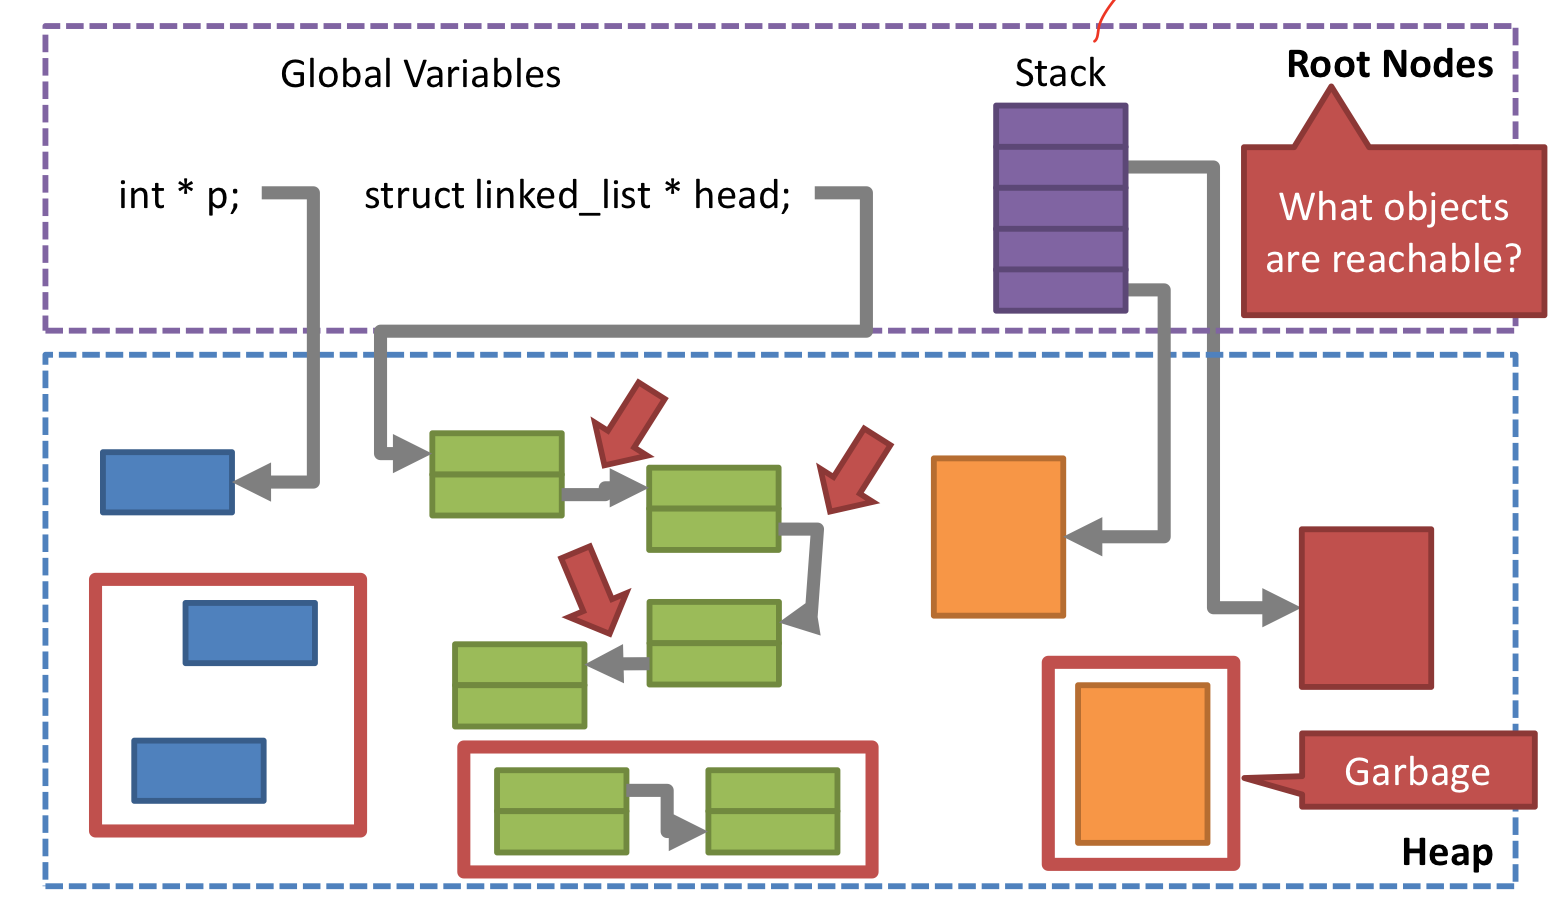 Global Variables
Stack
Root Nodes
int * p;
struct linked_list * head;
What objects
are reachable?
Garbage
Heap